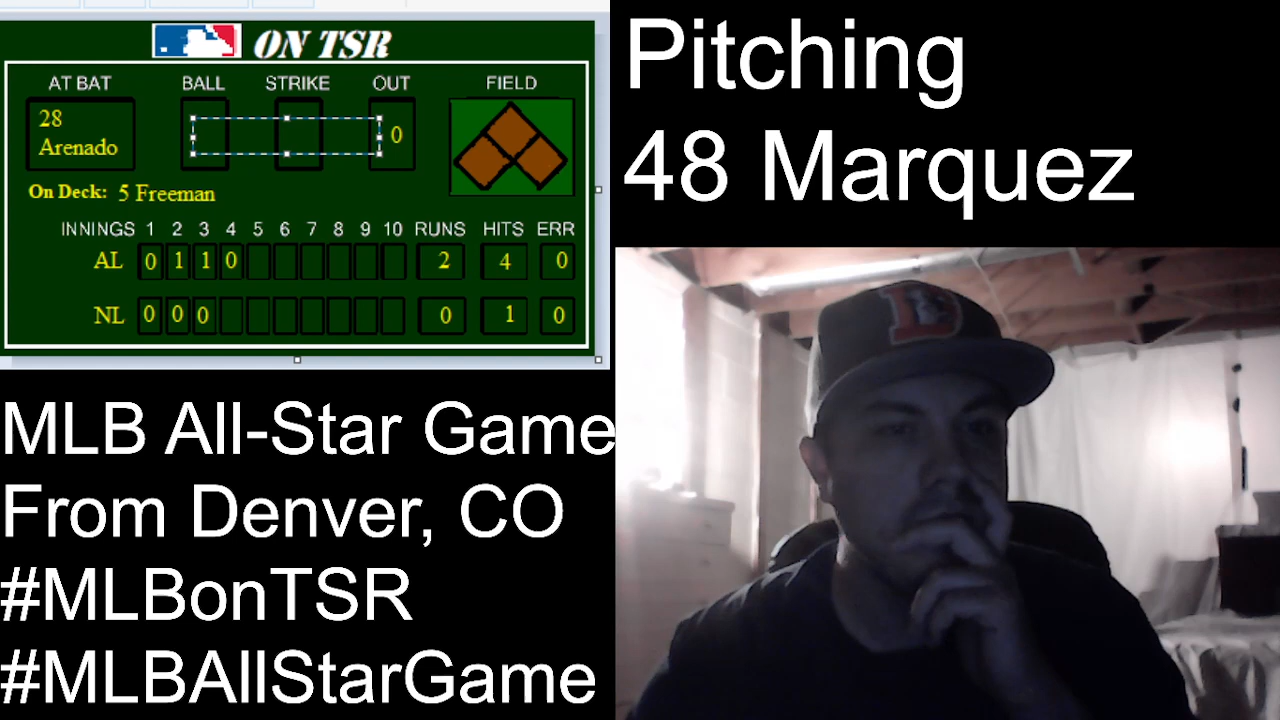 ON TSR
AT BAT BALL STRIKE OUT FIELD
28
Arenado
0
On Deck: 5 Freeman
INNINGS 1 2 3 4 5 6 7 8 9 10 RUNS HITS ERR
AL 0 1 1 0 2 4 0
NL 0 0 0 0 1 0
Pitching
48 Marquez
MLB All-Star Game
From Denver, CO
#MLBonTSR
#MLBAllStarGame